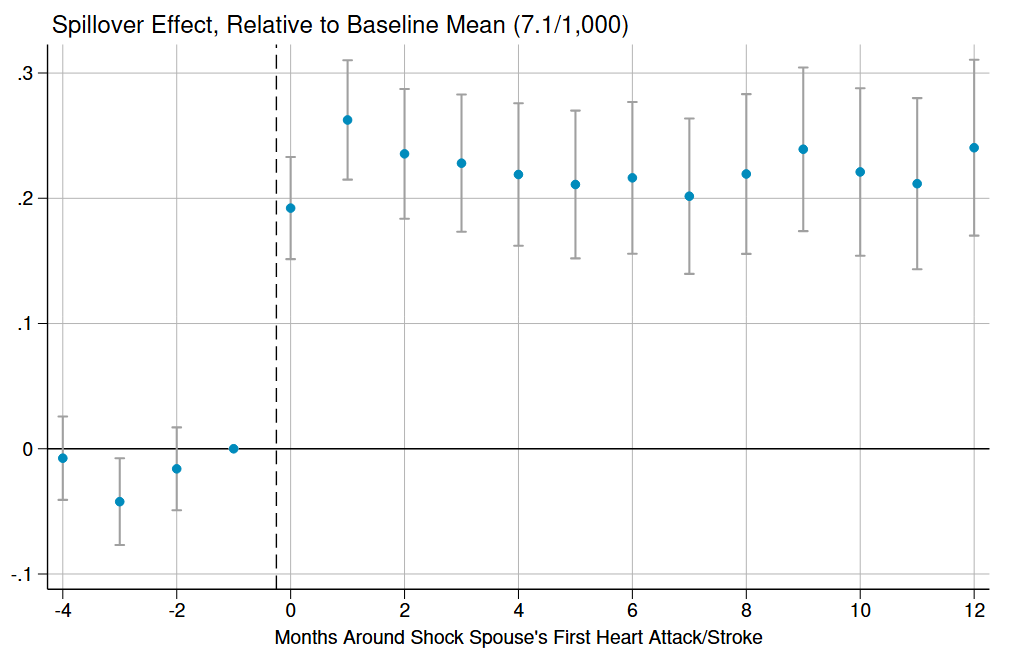 Spillover Effect, Relative to Baseline Mean (7.1/1,000)
.3
.2
.1
0
-.1
-4 -2 0 2 4 6 8 10 12
Months Around Shock Spouse's First Heart Attack/Stroke